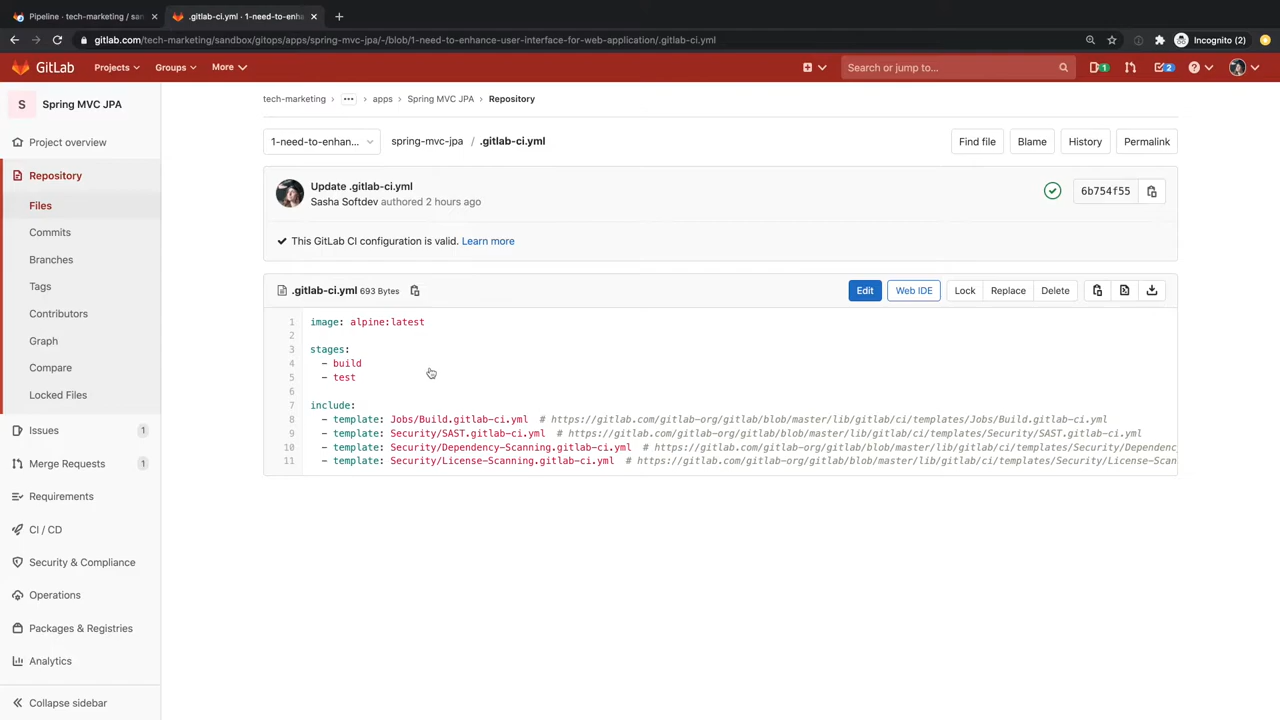 Pipeline · tech-marketing / san
.gitlab-ci.yml · 1-need-to-enha
gitlab.com/tech-marketing/sandbox/gitops/apps/spring-mvc-jpa/-/blob/1-need-to-enhance-user-interface-for-web-application/.gitlab-ci.yml
Incognito (2)
GitLab
Projects
Groups
More
Search or jump to...
1
2
S
Spring MVC JPA
Project overview
Repository
Files
Commits
Branches
Tags
Contributors
Graph
Compare
Locked Files
Issues 1
Merge Requests 1
Requirements
CI / CD
Security & Compliance
Operations
Packages & Registries
Analytics
Collapse sidebar
tech-marketing › ··· › apps › Spring MVC JPA › Repository
1-need-to-enhan...
spring-mvc-jpa / .gitlab-ci.yml
Find file
Blame
History
Permalink
Update .gitlab-ci.yml
Sasha Softdev authored 2 hours ago
6b754f55
This GitLab CI configuration is valid. Learn more
.gitlab-ci.yml 693 Bytes
Edit
Web IDE
Lock
Replace
Delete
1 image: alpine:latest
2
3 stages:
4 - build
5 - test
6
7 include:
8 - template: Jobs/Build.gitlab-ci.yml # https://gitlab.com/gitlab-org/gitlab/blob/master/lib/gitlab/ci/templates/Jobs/Build.gitlab-ci.yml
9 - template: Security/SAST.gitlab-ci.yml # https://gitlab.com/gitlab-org/gitlab/blob/master/lib/gitlab/ci/templates/Security/SAST.gitlab-ci.yml
10 - template: Security/Dependency-Scanning.gitlab-ci.yml # https://gitlab.com/gitlab-org/gitlab/blob/master/lib/gitlab/ci/templates/Security/Dependenc
11 - template: Security/License-Scanning.gitlab-ci.yml # https://gitlab.com/gitlab-org/gitlab/blob/master/lib/gitlab/ci/templates/Security/License-Scan